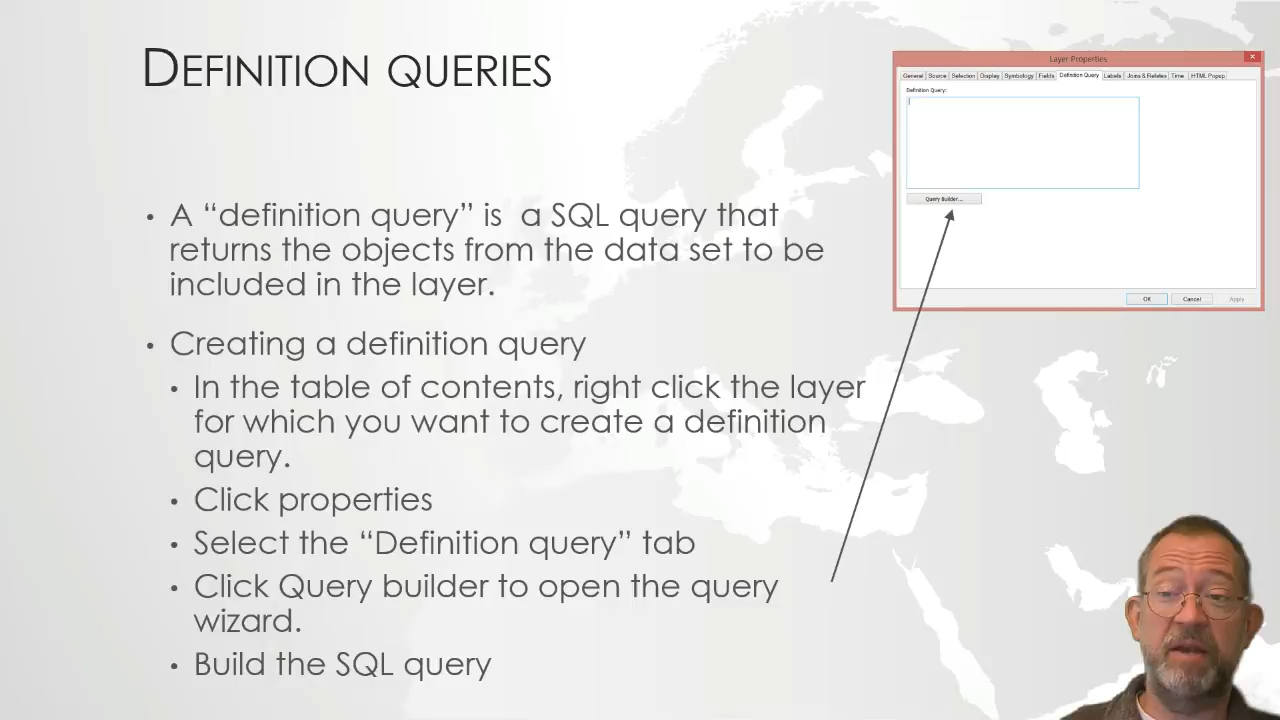 DEFINITION QUERIES
Layer Properties
General Source Selection Display Symbology Fields Definition Query Labels Joins & Relates Time HTML Popup
Definition Query:
Query Builder...
OK Cancel Apply
• A “definition query” is a SQL query that
returns the objects from the data set to be
included in the layer.
• Creating a definition query
• In the table of contents, right click the layer
for which you want to create a definition
query.
• Click properties
• Select the “Definition query” tab
• Click Query builder to open the query
wizard.
• Build the SQL query